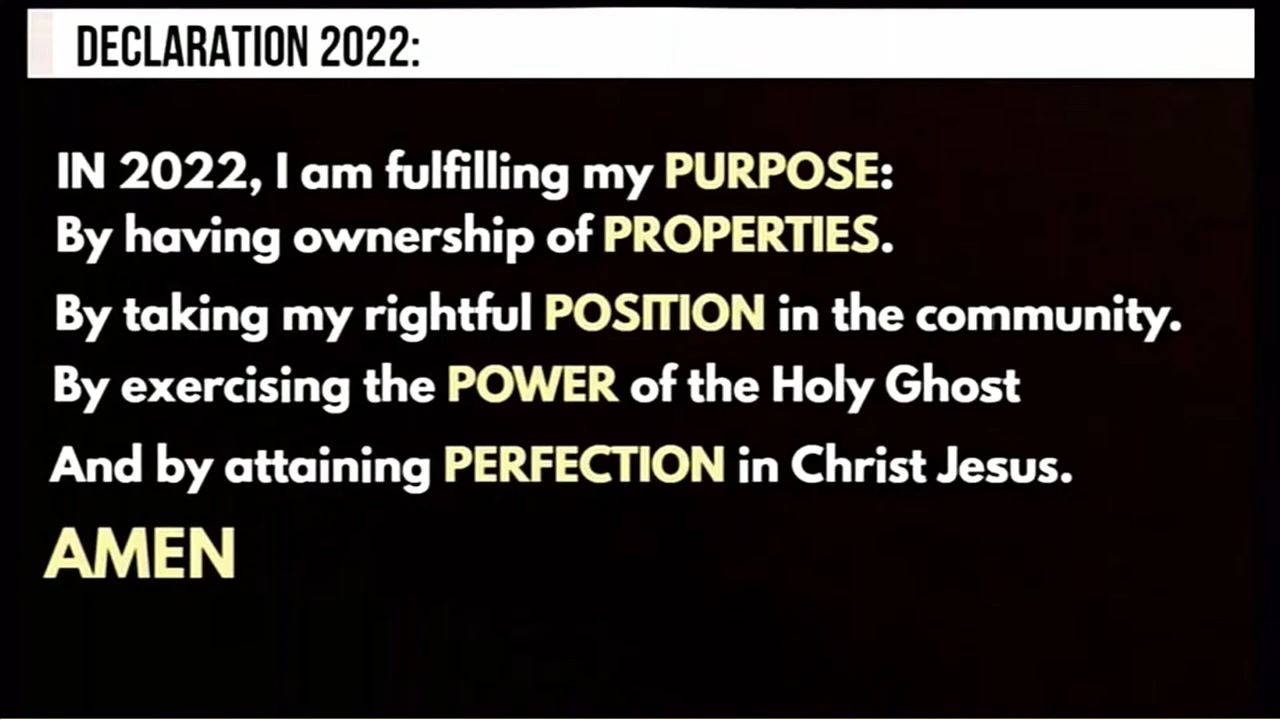 DECLARATION 2022:
IN 2022, I am fulfilling my PURPOSE:
By having ownership of PROPERTIES.
By taking my rightful POSITION in the community.
By exercising the POWER of the Holy Ghost
And by attaining PERFECTION in Christ Jesus.
AMEN